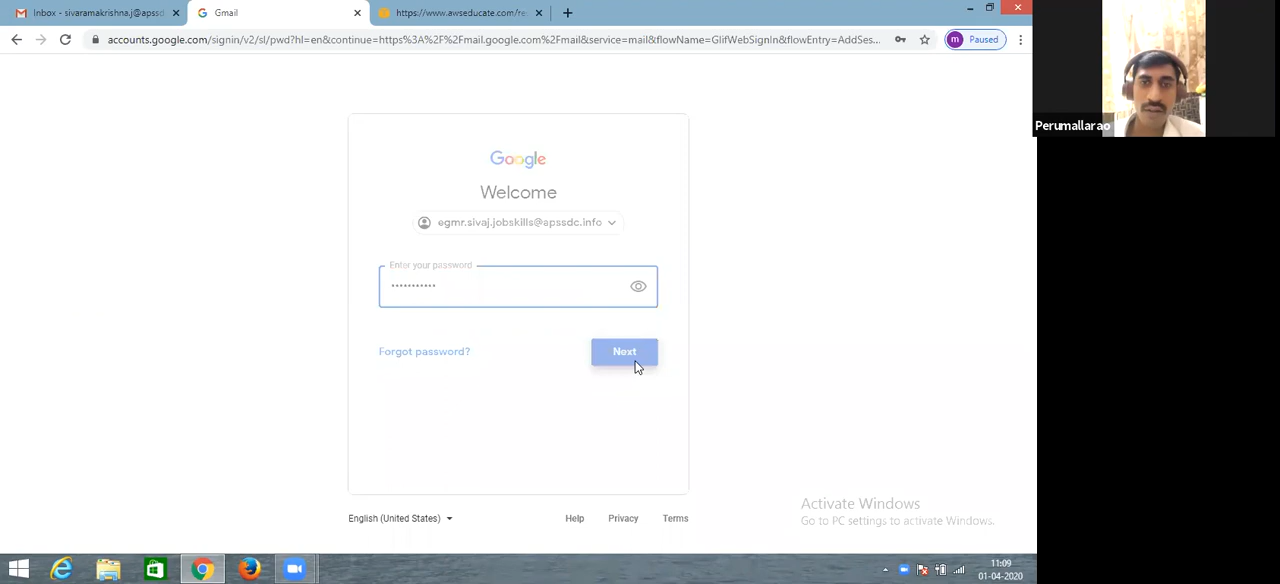 Inbox - sivaramakrishna.j@apssd
Gmail
https://www.awseducate.com/re
accounts.google.com/signin/v2/sl/pwd?hl=en&continue=https%3A%2F%2Fmail.google.com%2Fmail&service=mail&flowName=GlifWebSignIn&flowEntry=AddSes...
m
Paused
Perumallarao
Google
Welcome
egmr.sivaj.jobskills@apssdc.info
Enter your password
•••••••••••
Forgot password?
Next
English (United States)
Help
Privacy
Terms
Activate Windows
Go to PC settings to activate Windows.
11:09
01-04-2020